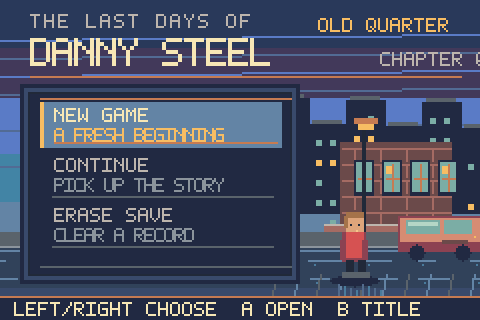 THE LAST DAYS OF
DANNY STEEL
OLD QUARTER
CHAPTER
NEW GAME
A FRESH BEGINNING
CONTINUE
PICK UP THE STORY
ERASE SAVE
CLEAR A RECORD
LEFT/RIGHT CHOOSE A OPEN B TITLE